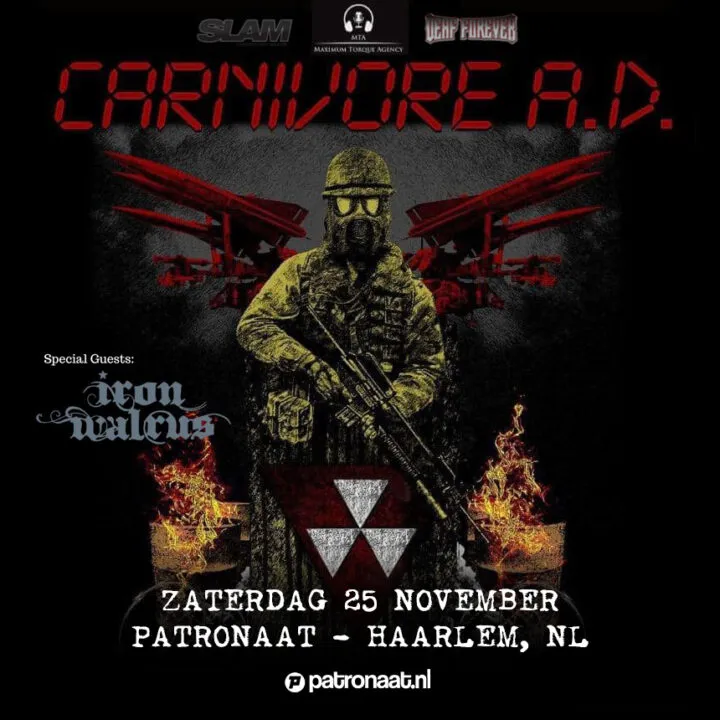 SLAM
MTA
MAXIMUM TORQUE AGENCY
DEAF FOREVER
CARNIVORE A.D.
Special Guests:
iron
walrus
ZATERDAG 25 NOVEMBER
PATRONAAT - HAARLEM, NL
patronaat.nl